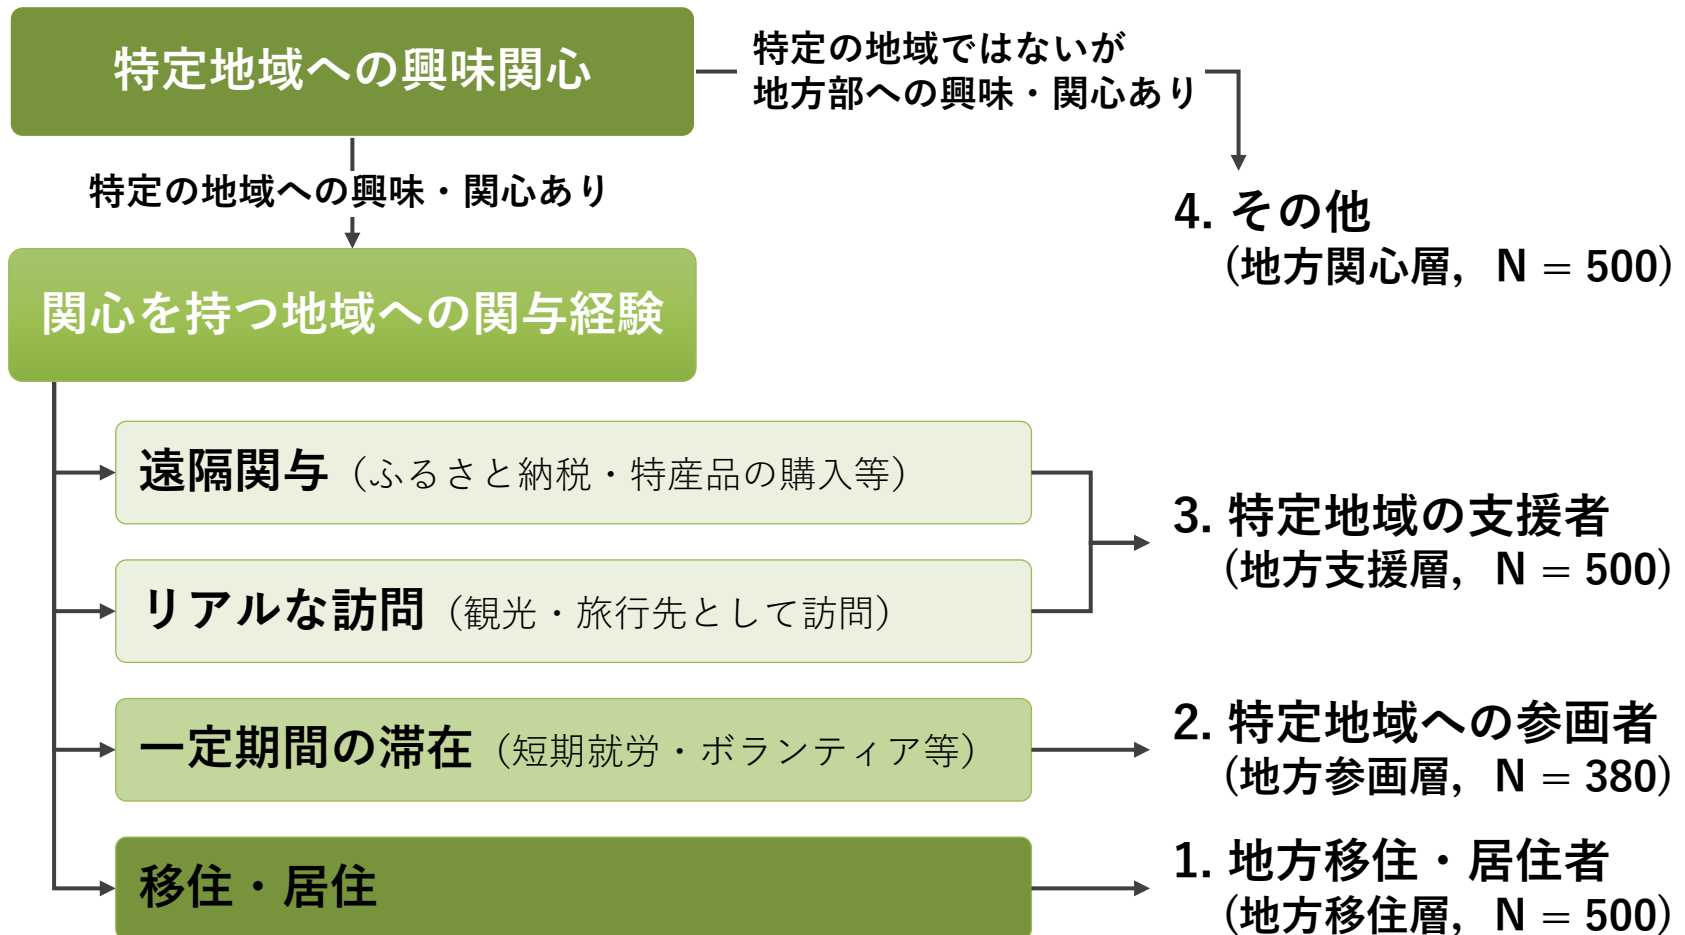 特定地域への興味関心
特定の地域ではないが
地方部への興味・関心あり
特定の地域への興味・関心あり
4. その他
(地方関心層, N = 500)
関心を持つ地域への関与経験
遠隔関与（ふるさと納税・特産品の購入等）
リアルな訪問（観光・旅行先として訪問）
3. 特定地域の支援者
(地方支援層, N = 500)
一定期間の滞在（短期就労・ボランティア等）
2. 特定地域への参画者
(地方参画層, N = 380)
移住・居住
1. 地方移住・居住者
(地方移住層, N = 500)